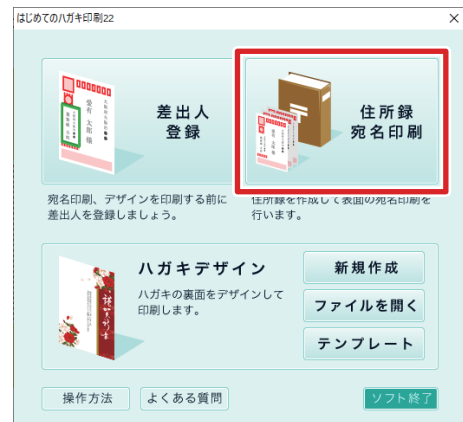 はじめてのハガキ印刷22
差出人
登録
住所録
宛名印刷
宛名印刷、デザインを印刷する前に
差出人を登録しましょう。
住所録を作成して表面の宛名印刷を
行います。
ハガキデザイン
ハガキの裏面をデザインして
印刷します。
新規作成
ファイルを開く
テンプレート
操作方法
よくある質問
ソフト終了